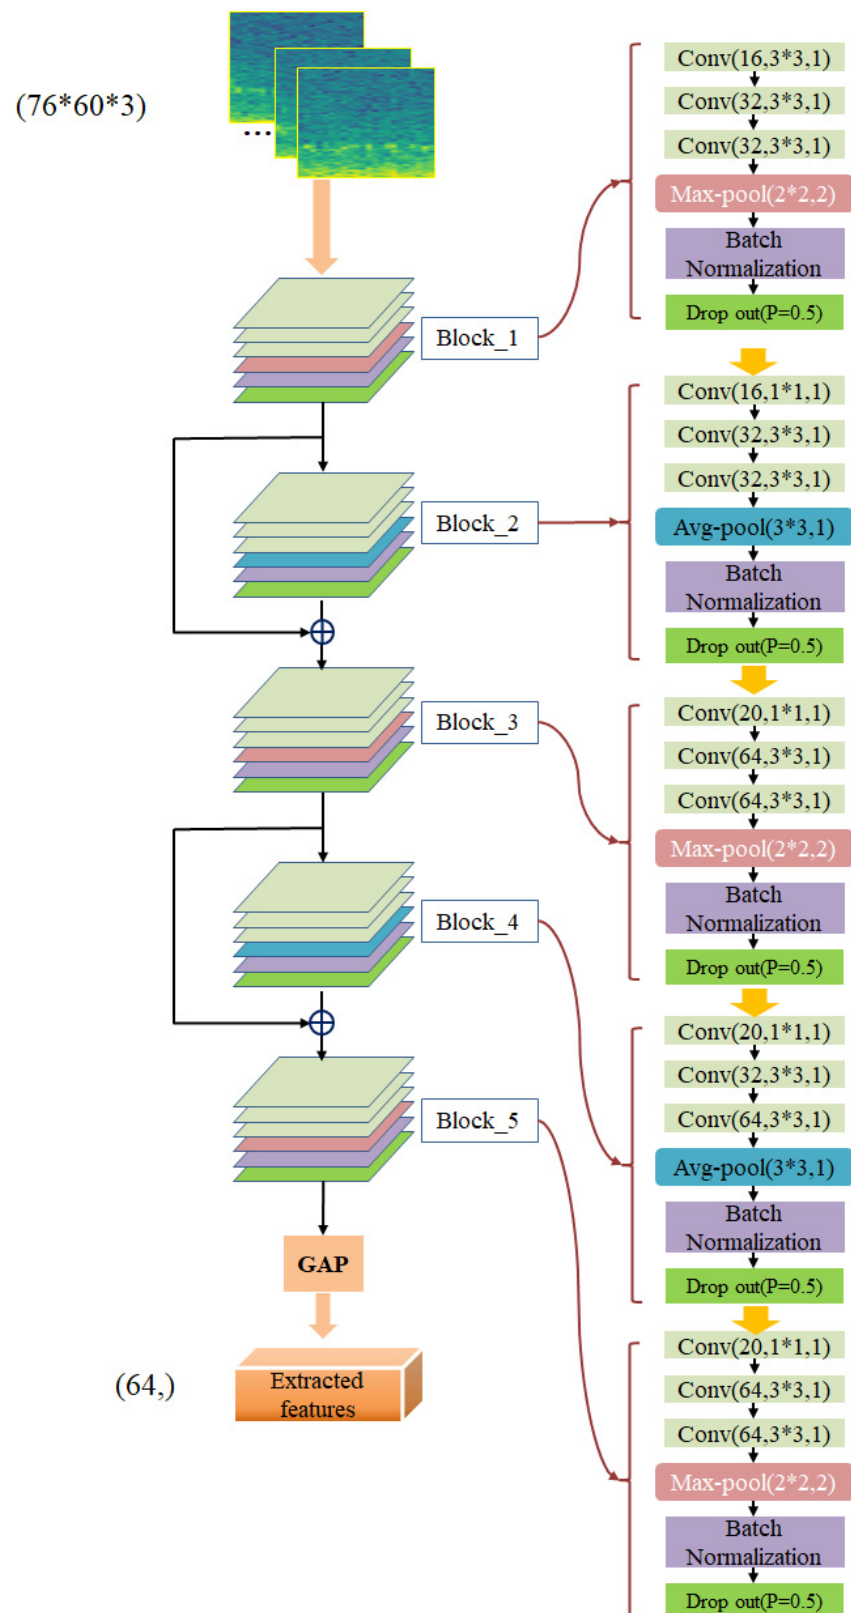 (76*60*3)
...
Block_1
Block_2
Block_3
Block_4
Block_5
GAP
(64,)
Extracted
features
Conv(16,3*3,1)
Conv(32,3*3,1)
Conv(32,3*3,1)
Max-pool(2*2,2)
Batch
Normalization
Drop out(P=0.5)
Conv(16,1*1,1)
Conv(32,3*3,1)
Conv(32,3*3,1)
Avg-pool(3*3,1)
Batch
Normalization
Drop out(P=0.5)
Conv(20,1*1,1)
Conv(64,3*3,1)
Conv(64,3*3,1)
Max-pool(2*2,2)
Batch
Normalization
Drop out(P=0.5)
Conv(20,1*1,1)
Conv(32,3*3,1)
Conv(64,3*3,1)
Avg-pool(3*3,1)
Batch
Normalization
Drop out(P=0.5)
Conv(20,1*1,1)
Conv(64,3*3,1)
Conv(64,3*3,1)
Max-pool(2*2,2)
Batch
Normalization
Drop out(P=0.5)